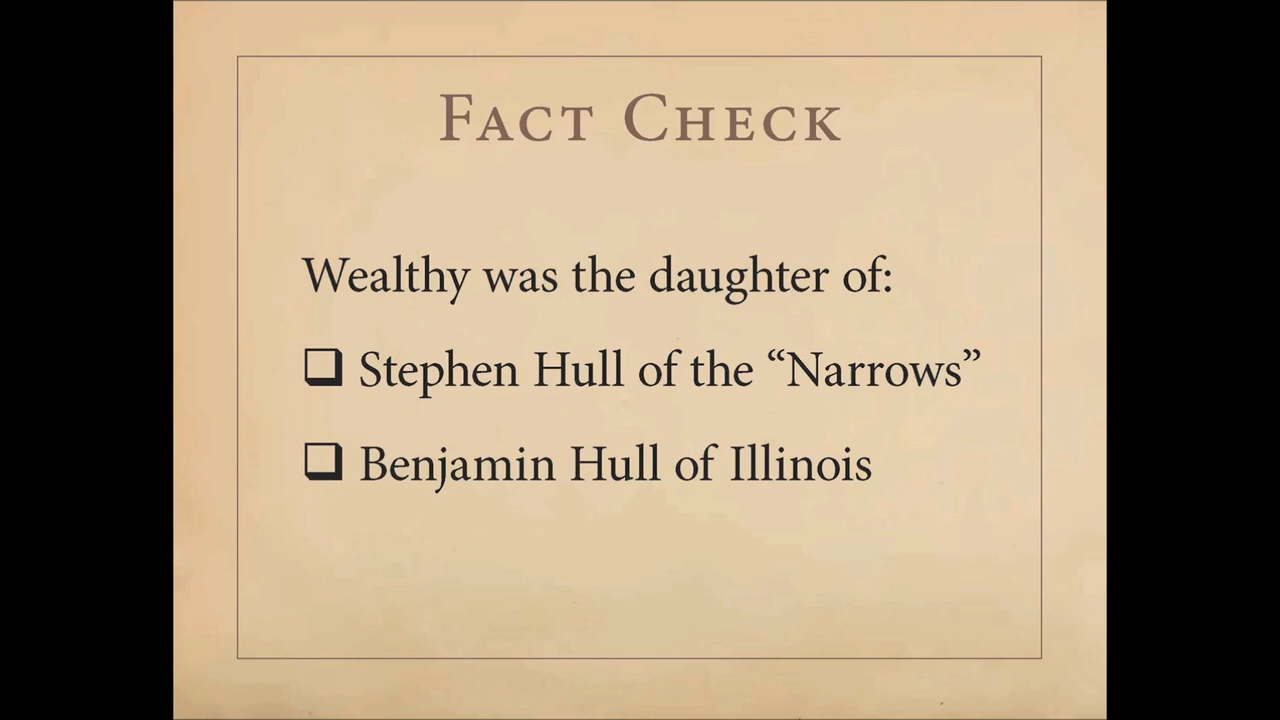 Fact Check
Wealthy was the daughter of:
❑ Stephen Hull of the “Narrows”
❑ Benjamin Hull of Illinois